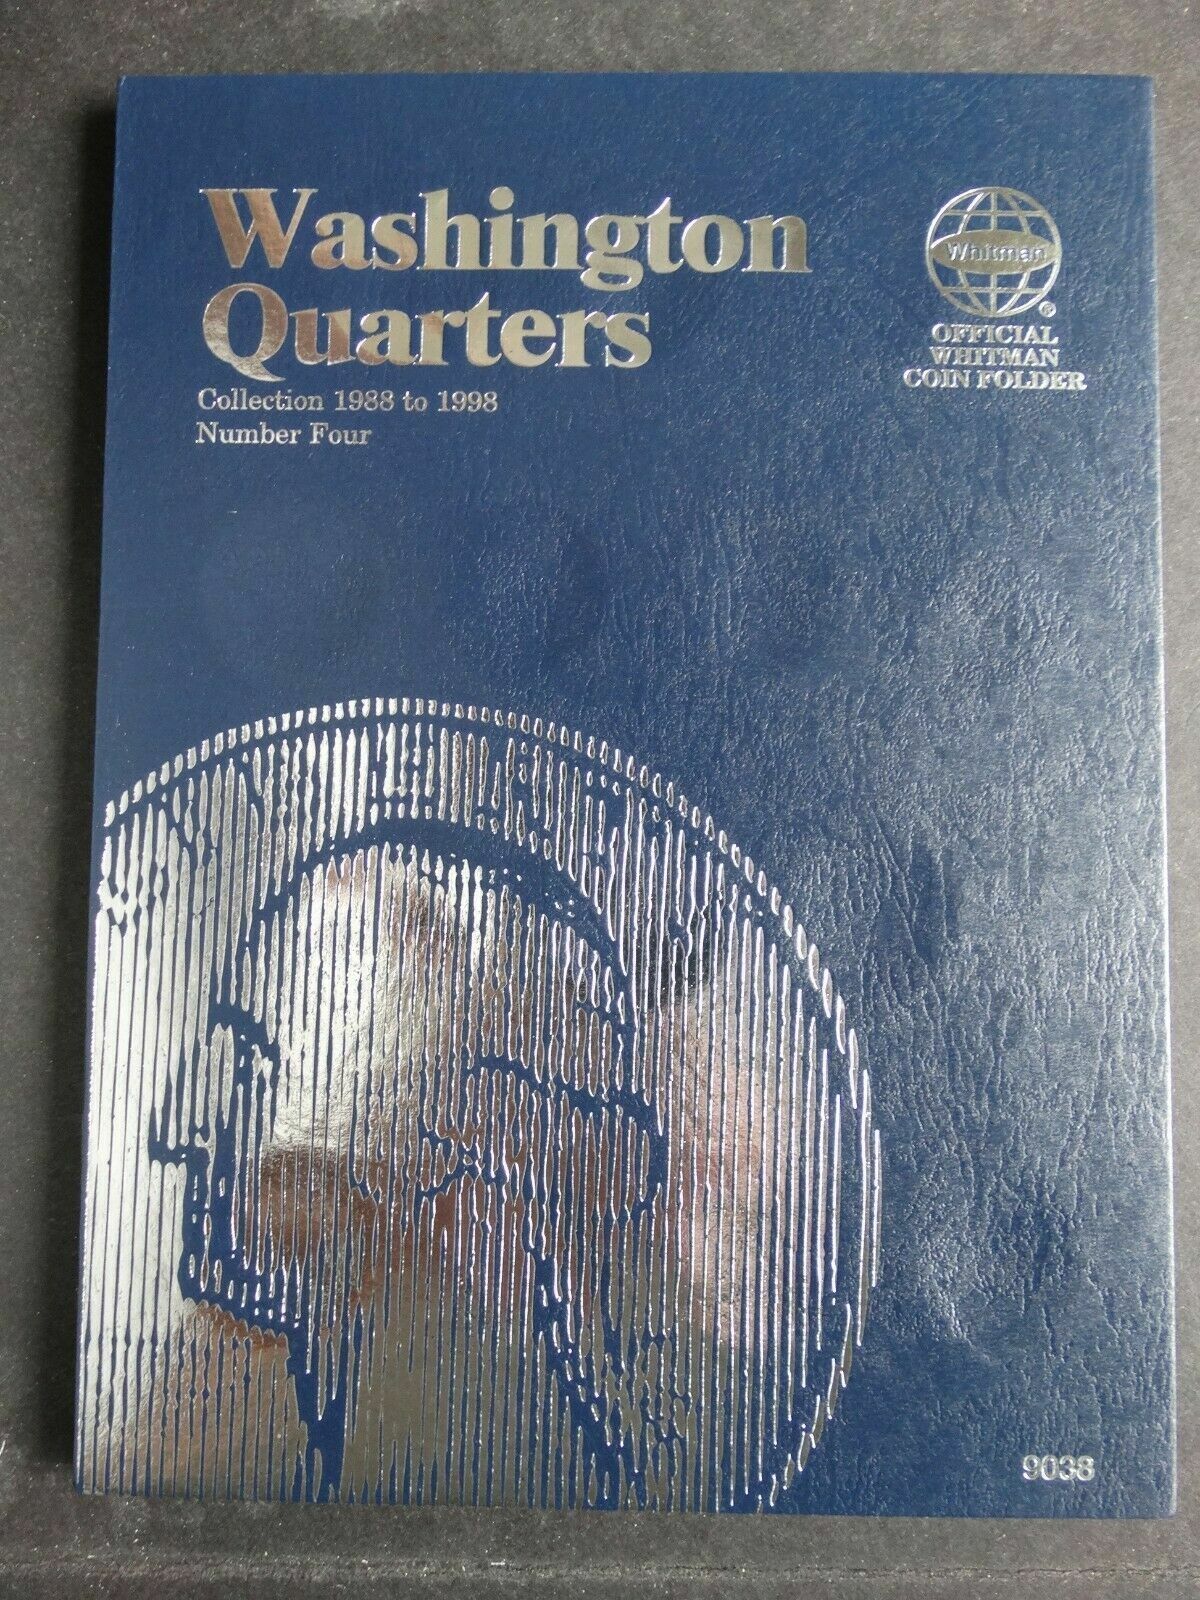 Washington
Quarters
Collection 1988 to 1998
Number Four
Whitman
®
OFFICIAL
WHITMAN
COIN FOLDER
9038